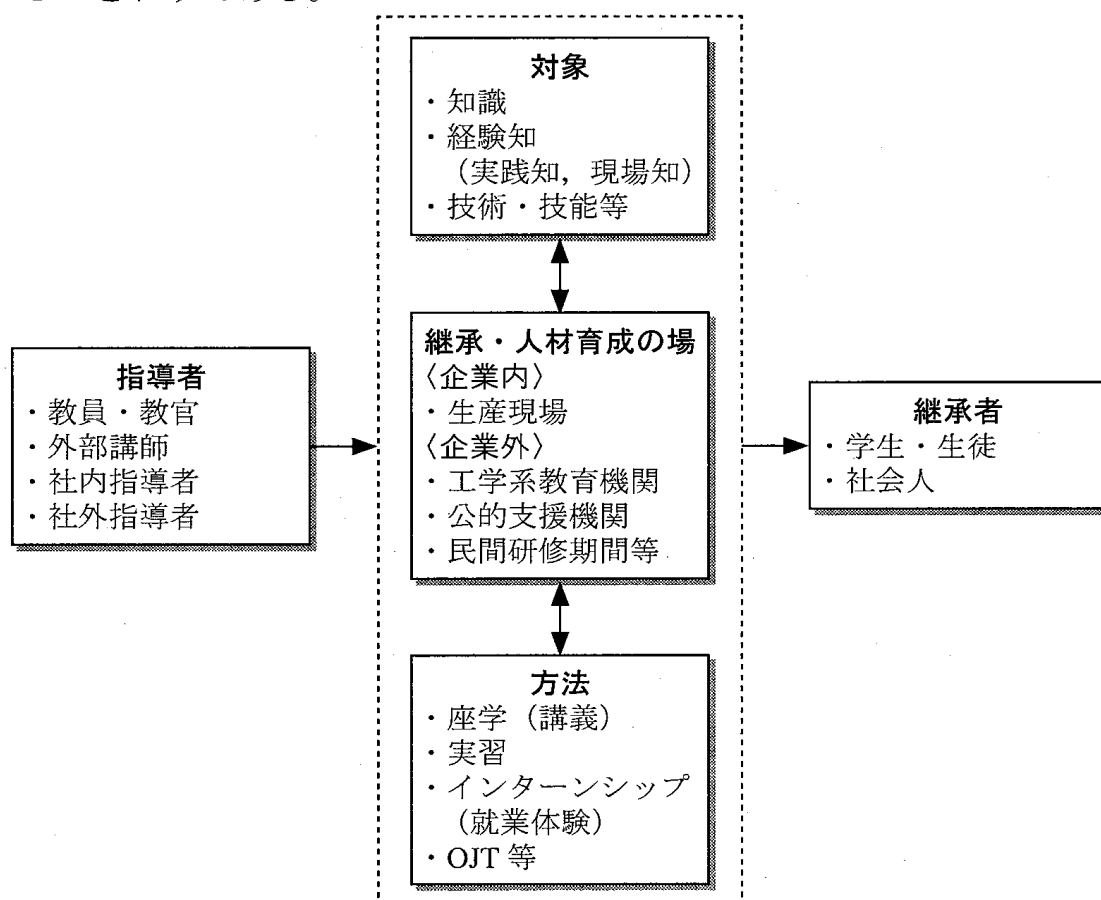 対象
・知識
・経験知
（実践知，現場知）
・技術・技能等
指導者
・教員・教官
・外部講師
・社内指導者
・社外指導者
継承・人材育成の場
〈企業内〉
・生産現場
〈企業外〉
・工学系教育機関
・公的支援機関
・民間研修期間等
継承者
・学生・生徒
・社会人
方法
・座学（講義）
・実習
・インターンシップ
（就業体験）
・OJT 等